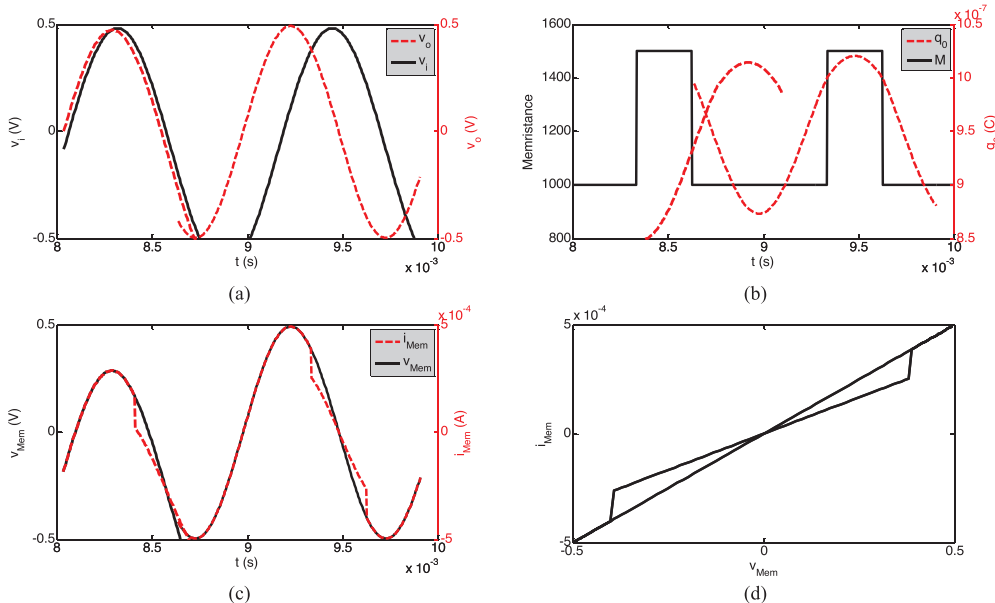 0.5
0
-0.5
v_i (V)
8
8.5
9
9.5
10
t (s)
x 10^-3
0.5
0
-0.5
v_o (V)
v_o
v_i
(a)
1600
1400
1200
1000
800
Memristance
8
8.5
9
9.5
10
t (s)
x 10^-3
x 10^-7
10.5
10
9.5
9
8.5
(C)
q_0
M
(b)
0.5
0
-0.5
v_Mem (V)
8
8.5
9
9.5
10
t (s)
x 10^-3
x 10^-4
5
0
-5
i_Mem (A)
i_Mem
v_Mem
(c)
x 10^-4
5
0
-5
i_Mem
-0.5
0
0.5
v_Mem
(d)